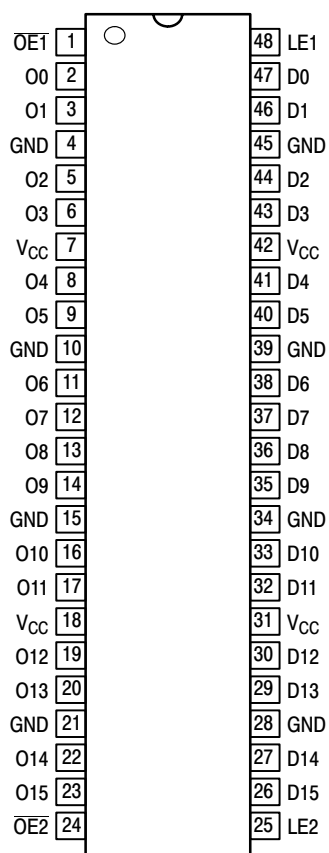 O̅E̅1̅ 1 48 LE1
O0 2 47 D0
O1 3 46 D1
GND 4 45 GND
O2 5 44 D2
O3 6 43 D3
VCC 7 42 VCC
O4 8 41 D4
O5 9 40 D5
GND 10 39 GND
O6 11 38 D6
O7 12 37 D7
O8 13 36 D8
O9 14 35 D9
GND 15 34 GND
O10 16 33 D10
O11 17 32 D11
VCC 18 31 VCC
O12 19 30 D12
O13 20 29 D13
GND 21 28 GND
O14 22 27 D14
O15 23 26 D15
O̅E̅2̅ 24 25 LE2